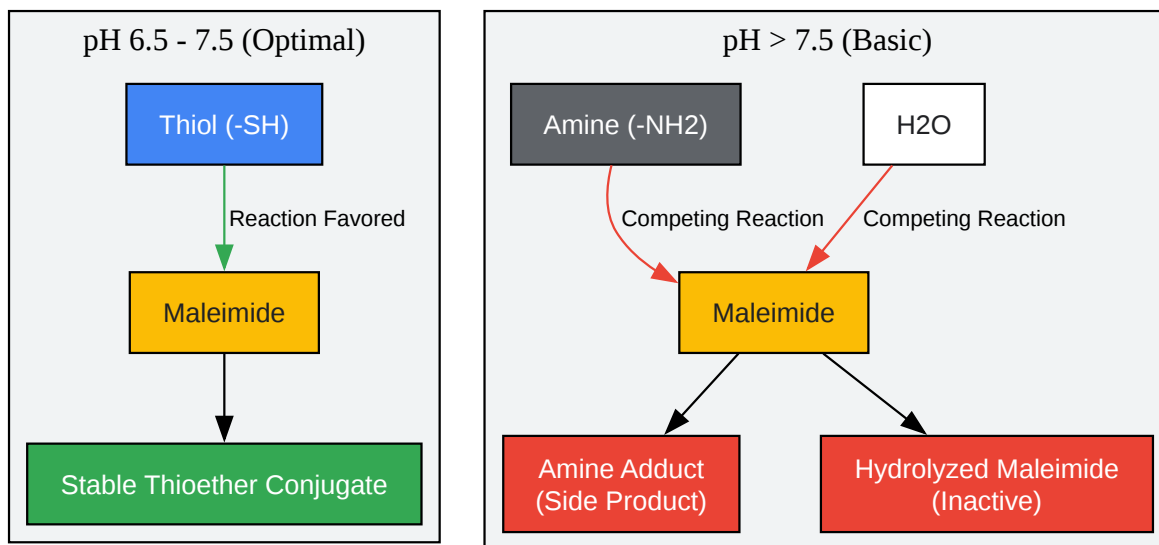 pH 6.5 - 7.5 (Optimal)
Thiol (-SH)
Reaction Favored
Maleimide
Stable Thioether Conjugate
pH > 7.5 (Basic)
Amine (-NH2)
H2O
Competing Reaction
Competing Reaction
Maleimide
Amine Adduct
(Side Product)
Hydrolyzed Maleimide
(Inactive)